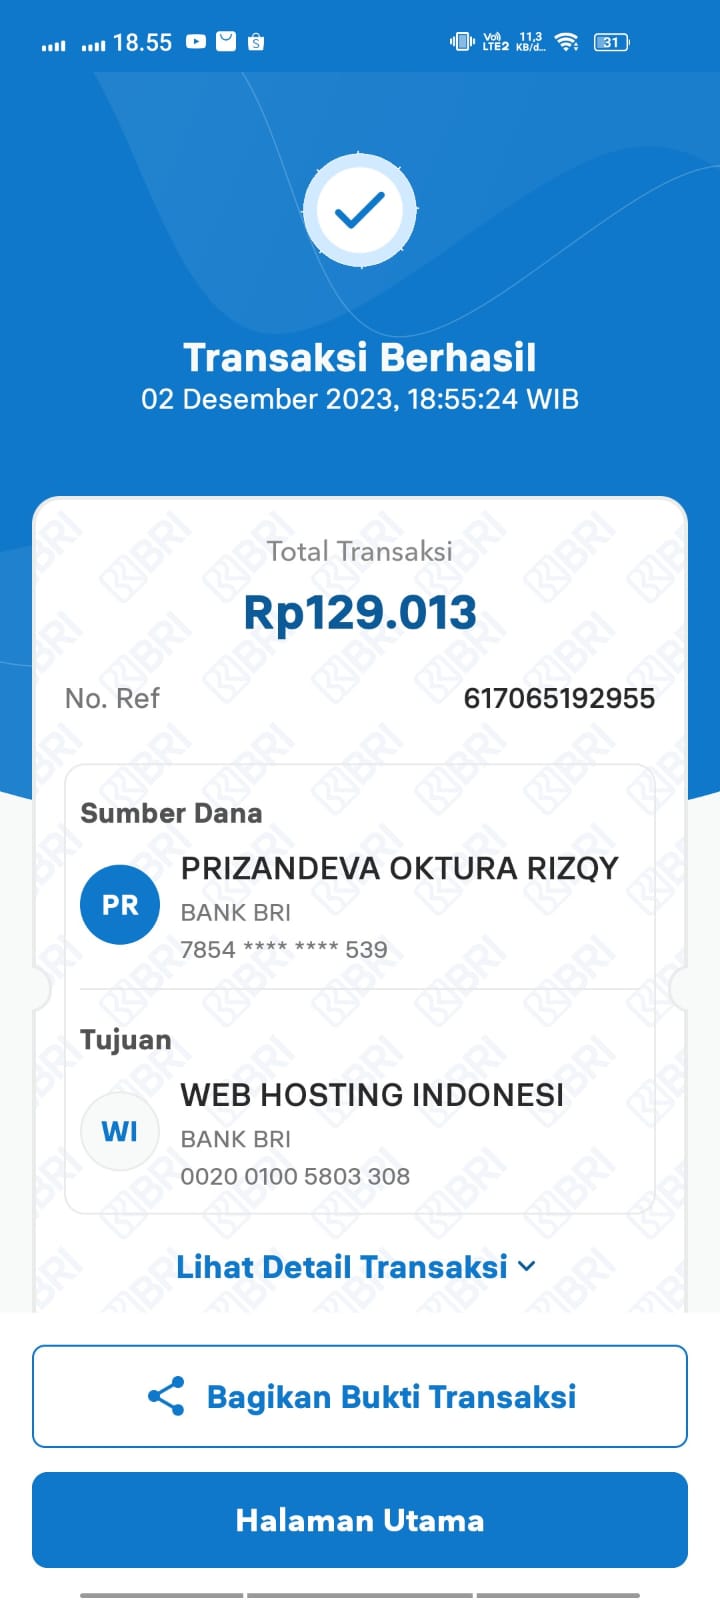 18.55
Vo))
LTE2
11,3
KB/d...
31
Transaksi Berhasil
02 Desember 2023, 18:55:24 WIB
Total Transaksi
Rp129.013
No. Ref
617065192955
Sumber Dana
PR
PRIZANDEVA OKTURA RIZQY
BANK BRI
7854 **** **** 539
Tujuan
WI
WEB HOSTING INDONESI
BANK BRI
0020 0100 5803 308
Lihat Detail Transaksi
Bagikan Bukti Transaksi
Halaman Utama